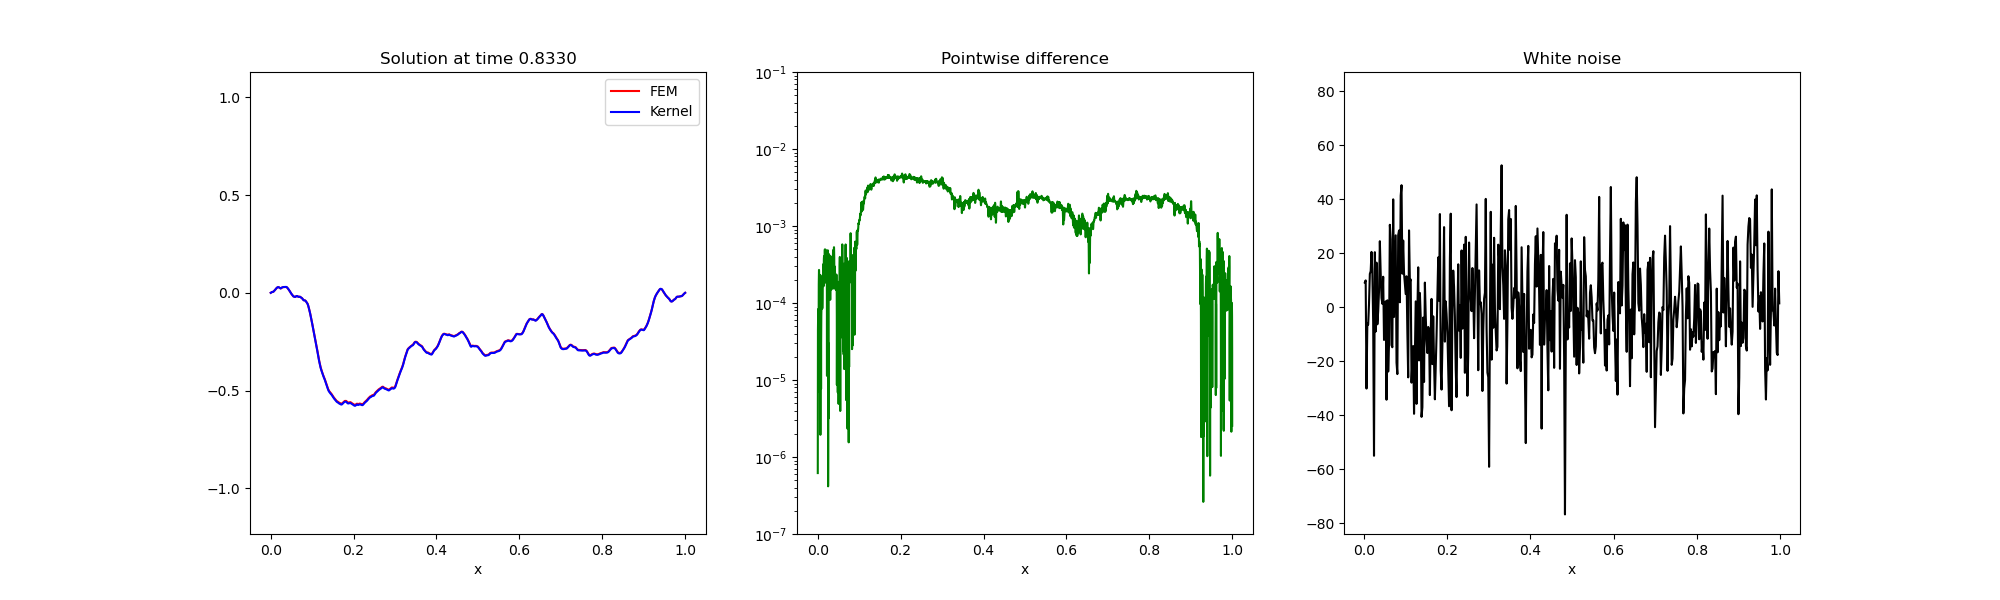 Solution at time 0.8330
FEM
Kernel
1.0
0.5
0.0
−0.5
−1.0
0.0 0.2 0.4 0.6 0.8 1.0
x
Pointwise difference
10⁻¹
10⁻²
10⁻³
10⁻⁴
10⁻⁵
10⁻⁶
10⁻⁷
0.0 0.2 0.4 0.6 0.8 1.0
x
White noise
80
60
40
20
0
−20
−40
−60
−80
0.0 0.2 0.4 0.6 0.8 1.0
x